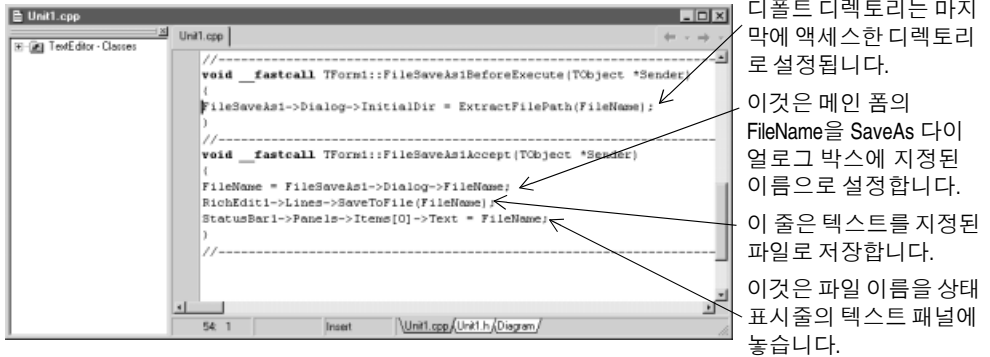 Unit1.cpp
TextEditor - Classes
Unit1.cpp
//
void __fastcall TForm1::FileSaveAs1BeforeExecute(TObject *Sender)
{
FileSaveAs1->Dialog->InitialDir = ExtractFilePath(FileName);
}
//
void __fastcall TForm1::FileSaveAs1Accept(TObject *Sender)
{
FileName = FileSaveAs1->Dialog->FileName;
RichEdit1->Lines->SaveToFile(FileName);
StatusBar1->Panels->Items[0]->Text = FileName;
}
//
54: 1 Insert \Unit1.cpp/Unit1.h/Diagram/
디폴트 디렉토리는 마지
막에 액세스한 디렉토리
로 설정됩니다.
이것은 메인 폼의
FileName을 SaveAs 다이
얼로그 박스에 지정된
이름으로 설정합니다.
이 줄은 텍스트를 지정된
파일로 저장합니다.
이것은 파일 이름을 상태
표시줄의 텍스트 패널에
놓습니다.